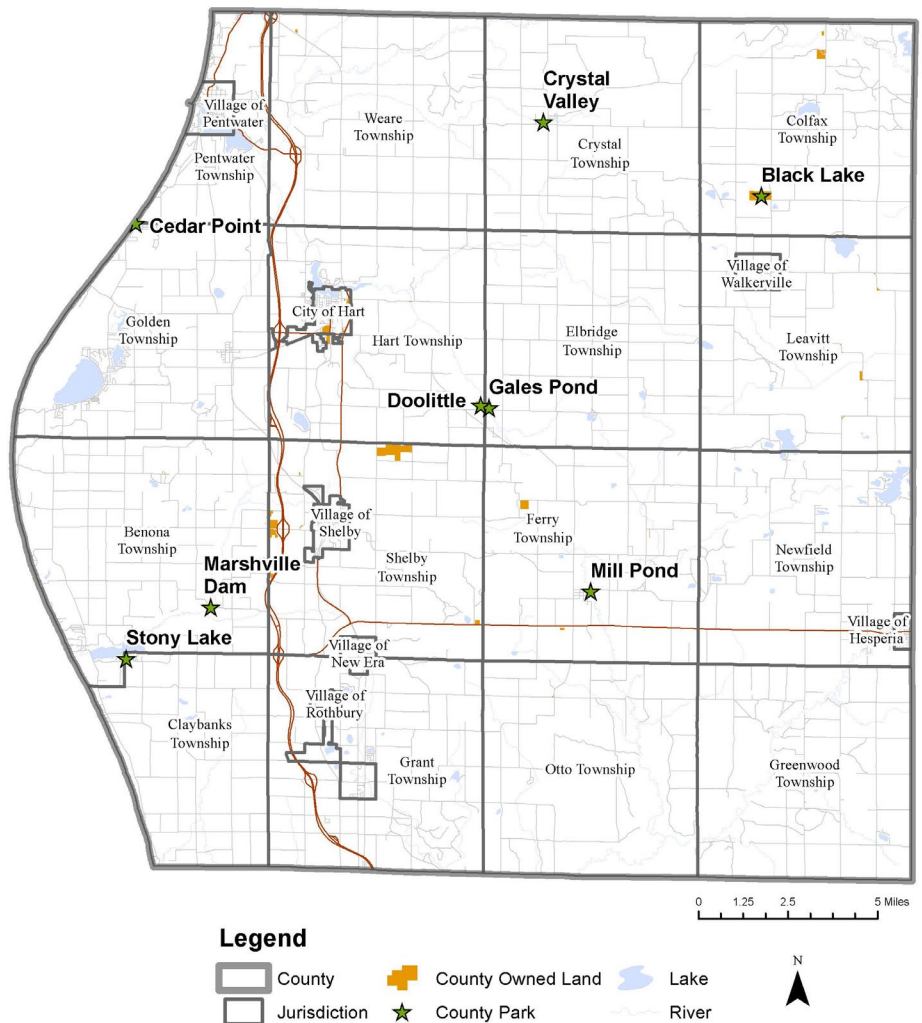 Crystal
Valley
Village of
Pentwater
Weare
Township
Colfax
Township
Crystal
Township
Pentwater
Township
Black Lake
Cedar Point
Village of
Walkerville
City of Hart
Golden
Township
Hart Township
Elbridge
Township
Leavitt
Township
Doolittle
Gales Pond
Village of
Shelby
Benona
Township
Ferry
Township
Newfield
Township
Marshville
Dam
Shelby
Township
Mill Pond
Stony Lake
Village of
New Era
Village of
Hesperia
Village of
Rothbury
Claybanks
Township
Grant
Township
Otto Township
Greenwood
Township
0 1.25 2.5 5 Miles
Legend
County
County Owned Land
Lake
N
Jurisdiction
County Park
River